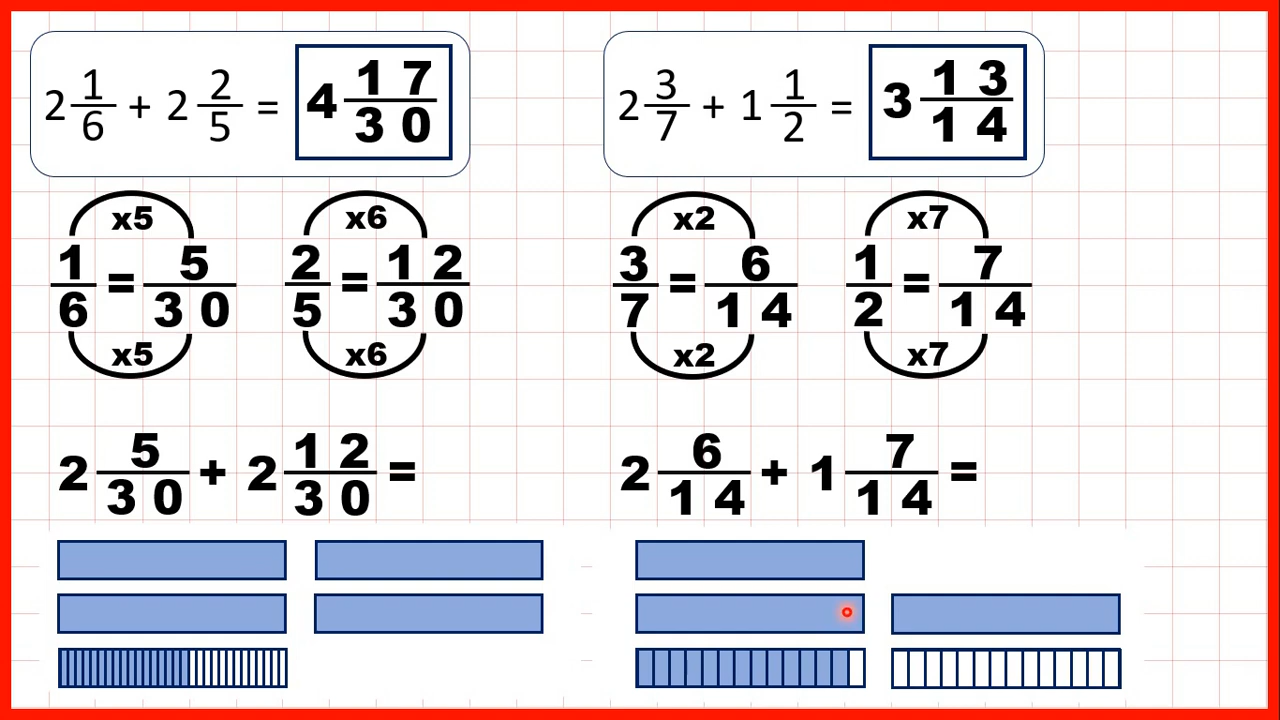 2 1/6 + 2 2/5 = 4 17/30
2 3/7 + 1 1/2 = 3 13/14
x5 x6
1/6 = 5/30 2/5 = 12/30
x5 x6
x2 x7
3/7 = 6/14 1/2 = 7/14
x2 x7
2 5/30 + 2 12/30 =
2 6/14 + 1 7/14 =